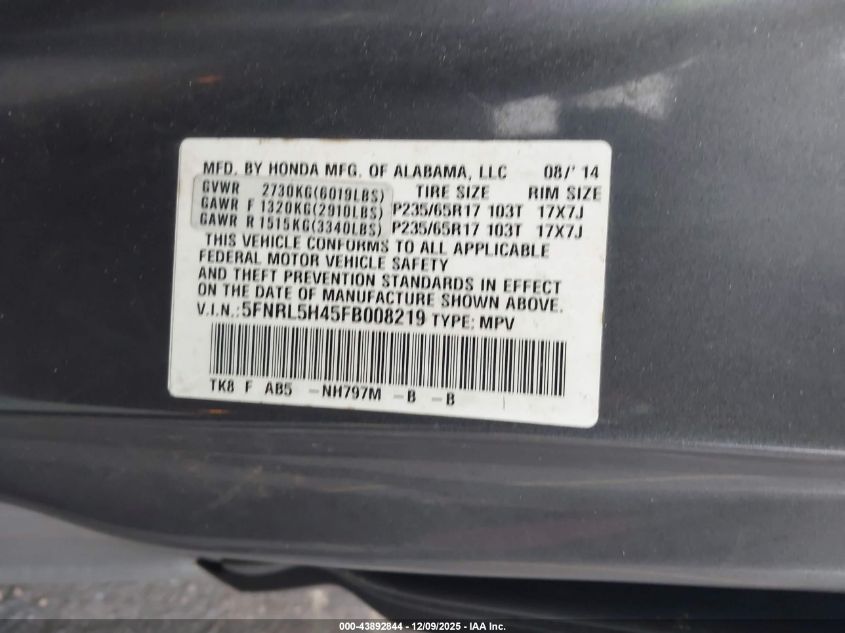 MFD. BY HONDA MFG. OF ALABAMA, LLC 08/' 14
GVWR 2730KG(6019LBS) TIRE SIZE RIM SIZE
GAWR F 1320KG(2910LBS) P235/65R17 103T 17X7J
GAWR R 1515KG(3340LBS) P235/65R17 103T 17X7J
THIS VEHICLE CONFORMS TO ALL APPLICABLE
FEDERAL MOTOR VEHICLE SAFETY
AND THEFT PREVENTION STANDARDS IN EFFECT
ON THE DATE OF MANUFACTURE SHOWN ABOVE.
V.I.N.:5FNRL5H45FB008219 TYPE: MPV
TK8 F AB5 -NH797M -B -B
000-43892844 - 12/09/2025 - IAA Inc.